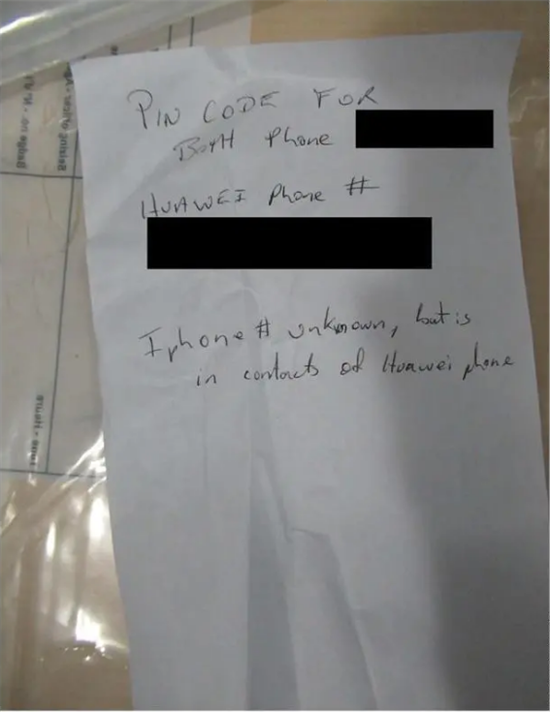 PIN CODE FOR
BOTH Phone
HUAWEI Phone #
Iphone # unknown, but is
in contacts of Huawei phone